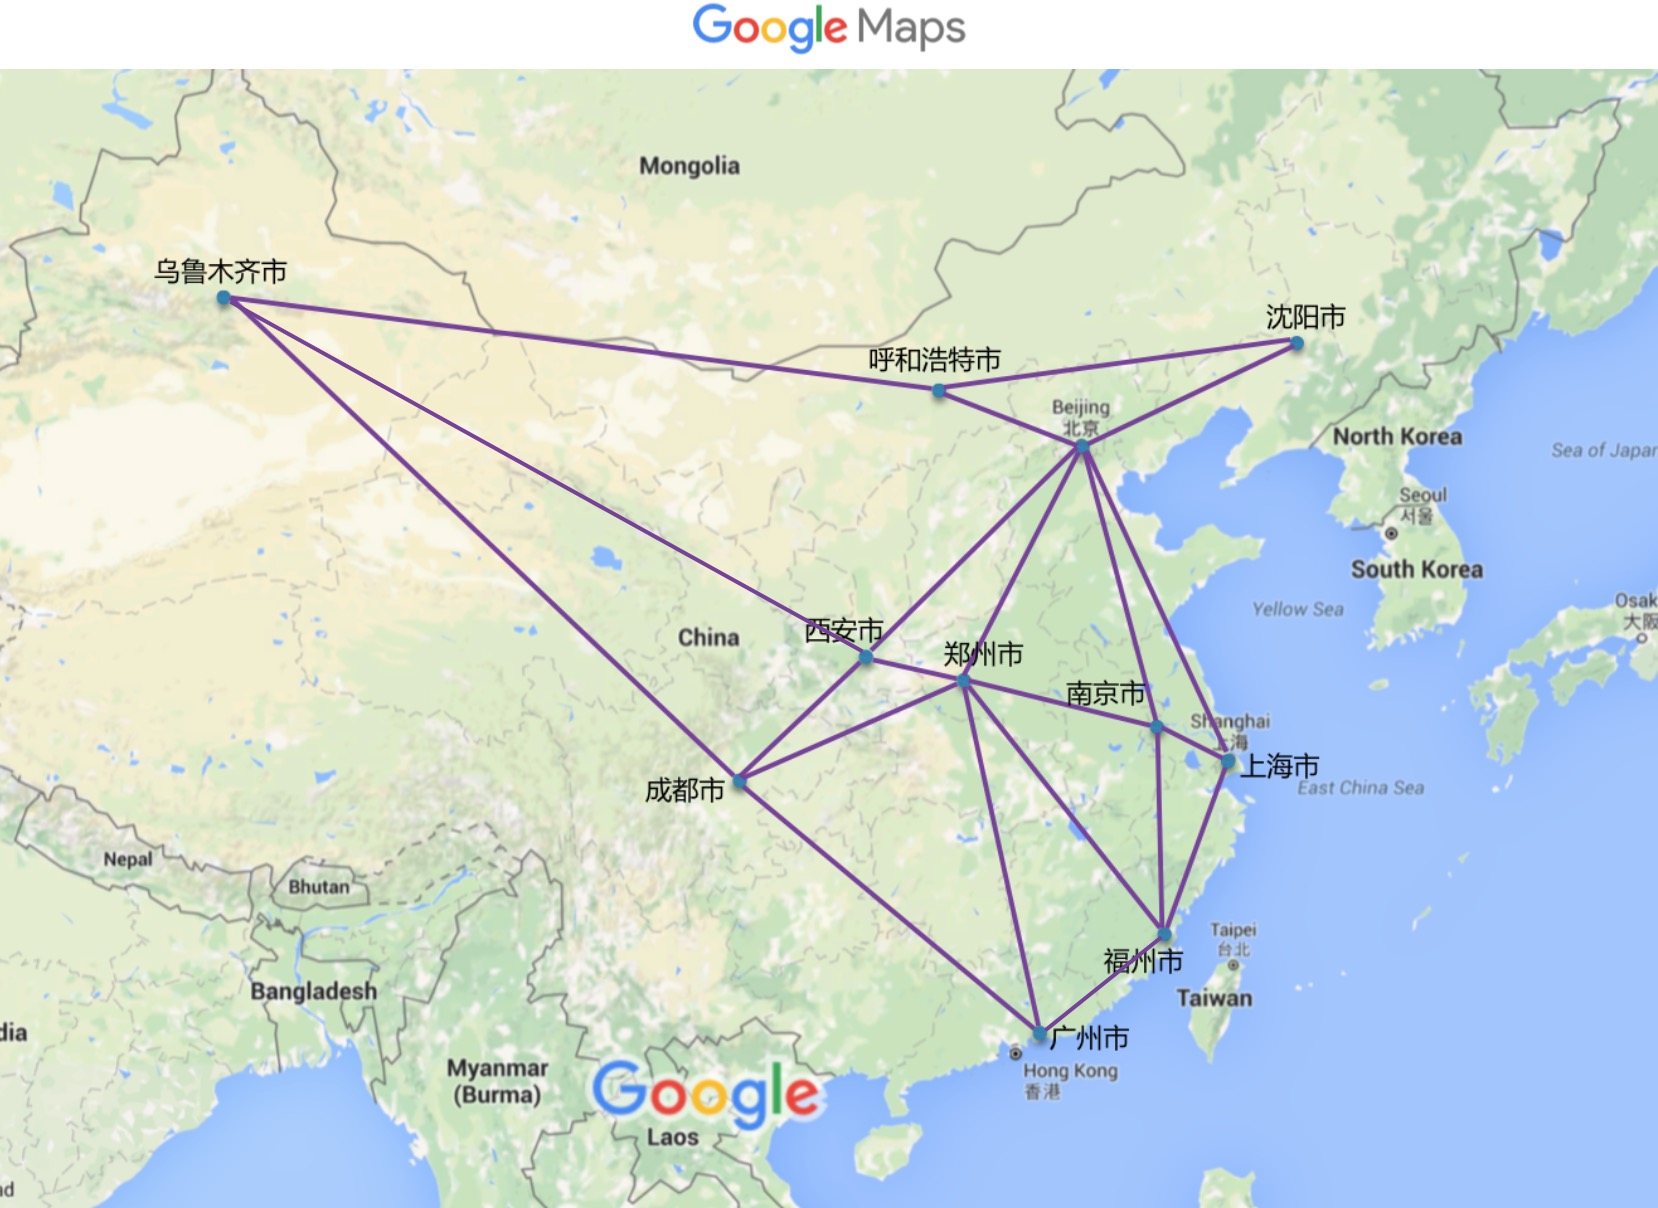 Google Maps
Mongolia
乌鲁木齐市
沈阳市
呼和浩特市
Beijing
北京
North Korea
Sea of Japan
Seoul
서울
South Korea
Yellow Sea
Osak
大阪
China
西安市
郑州市
南京市
Shanghai
上海
上海市
成都市
East China Sea
Nepal
Bhutan
Taipei
台北
福州市
Bangladesh
Taiwan
dia
广州市
Myanmar
(Burma)
Hong Kong
香港
Google
Laos
ad